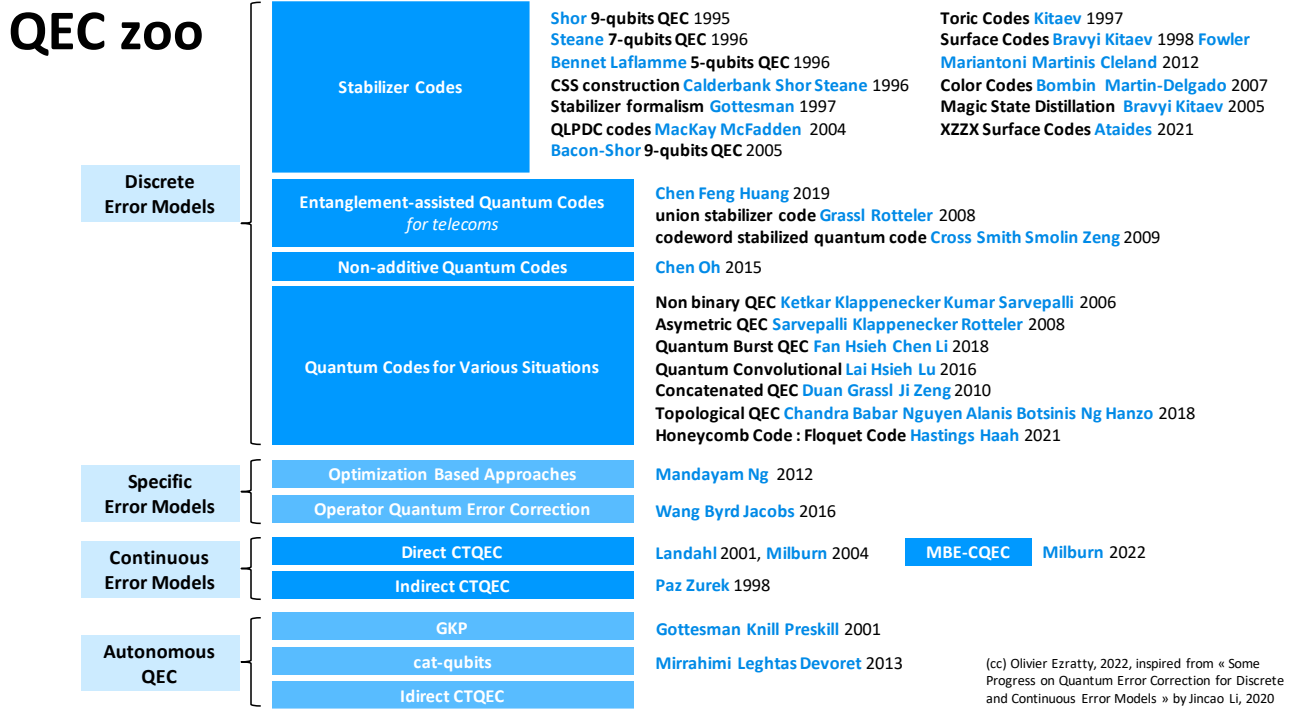 QEC zoo
Discrete
Error Models
Stabilizer Codes
Shor 9-qubits QEC 1995
Steane 7-qubits QEC 1996
Bennet Laflamme 5-qubits QEC 1996
CSS construction Calderbank Shor Steane 1996
Stabilizer formalism Gottesman 1997
QLPDC codes MacKay McFadden 2004
Bacon-Shor 9-qubits QEC 2005
Toric Codes Kitaev 1997
Surface Codes Bravyi Kitaev 1998 Fowler
Mariantoni Martinis Cleland 2012
Color Codes Bombin Martin-Delgado 2007
Magic State Distillation Bravyi Kitaev 2005
XZZX Surface Codes Ataides 2021
Entanglement-assisted Quantum Codes
for telecoms
Chen Feng Huang 2019
union stabilizer code Grassl Rotteler 2008
codeword stabilized quantum code Cross Smith Smolin Zeng 2009
Non-additive Quantum Codes
Chen Oh 2015
Quantum Codes for Various Situations
Non binary QEC Ketkar Klappenecker Kumar Sarvepalli 2006
Asymetric QEC Sarvepalli Klappenecker Rotteler 2008
Quantum Burst QEC Fan Hsieh Chen Li 2018
Quantum Convolutional Lai Hsieh Lu 2016
Concatenated QEC Duan Grassl Ji Zeng 2010
Topological QEC Chandra Babar Nguyen Alanis Botsinis Ng Hanzo 2018
Honeycomb Code : Floquet Code Hastings Haah 2021
Specific
Error Models
Optimization Based Approaches
Mandayam Ng 2012
Operator Quantum Error Correction
Wang Byrd Jacobs 2016
Continuous
Error Models
Direct CTQEC
Landahl 2001, Milburn 2004
MBE-CQEC
Milburn 2022
Indirect CTQEC
Paz Zurek 1998
Autonomous
QEC
GKP
Gottesman Knill Preskill 2001
cat-qubits
Mirrahimi Leghtas Devoret 2013
Idirect CTQEC
(cc) Olivier Ezratty, 2022, inspired from « Some
Progress on Quantum Error Correction for Discrete
and Continuous Error Models » by Jincao Li, 2020